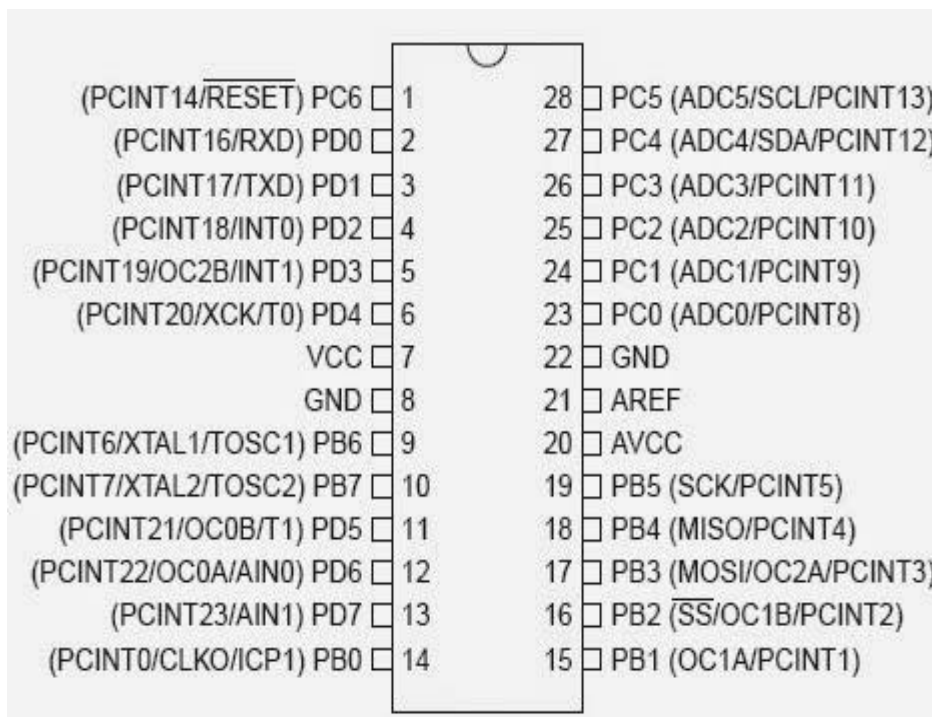 (PCINT14/RESET) PC6 1 28 PC5 (ADC5/SCL/PCINT13)
(PCINT16/RXD) PD0 2 27 PC4 (ADC4/SDA/PCINT12)
(PCINT17/TXD) PD1 3 26 PC3 (ADC3/PCINT11)
(PCINT18/INT0) PD2 4 25 PC2 (ADC2/PCINT10)
(PCINT19/OC2B/INT1) PD3 5 24 PC1 (ADC1/PCINT9)
(PCINT20/XCK/T0) PD4 6 23 PC0 (ADC0/PCINT8)
VCC 7 22 GND
GND 8 21 AREF
(PCINT6/XTAL1/TOSC1) PB6 9 20 AVCC
(PCINT7/XTAL2/TOSC2) PB7 10 19 PB5 (SCK/PCINT5)
(PCINT21/OC0B/T1) PD5 11 18 PB4 (MISO/PCINT4)
(PCINT22/OC0A/AIN0) PD6 12 17 PB3 (MOSI/OC2A/PCINT3)
(PCINT23/AIN1) PD7 13 16 PB2 (SS/OC1B/PCINT2)
(PCINT0/CLKO/ICP1) PB0 14 15 PB1 (OC1A/PCINT1)